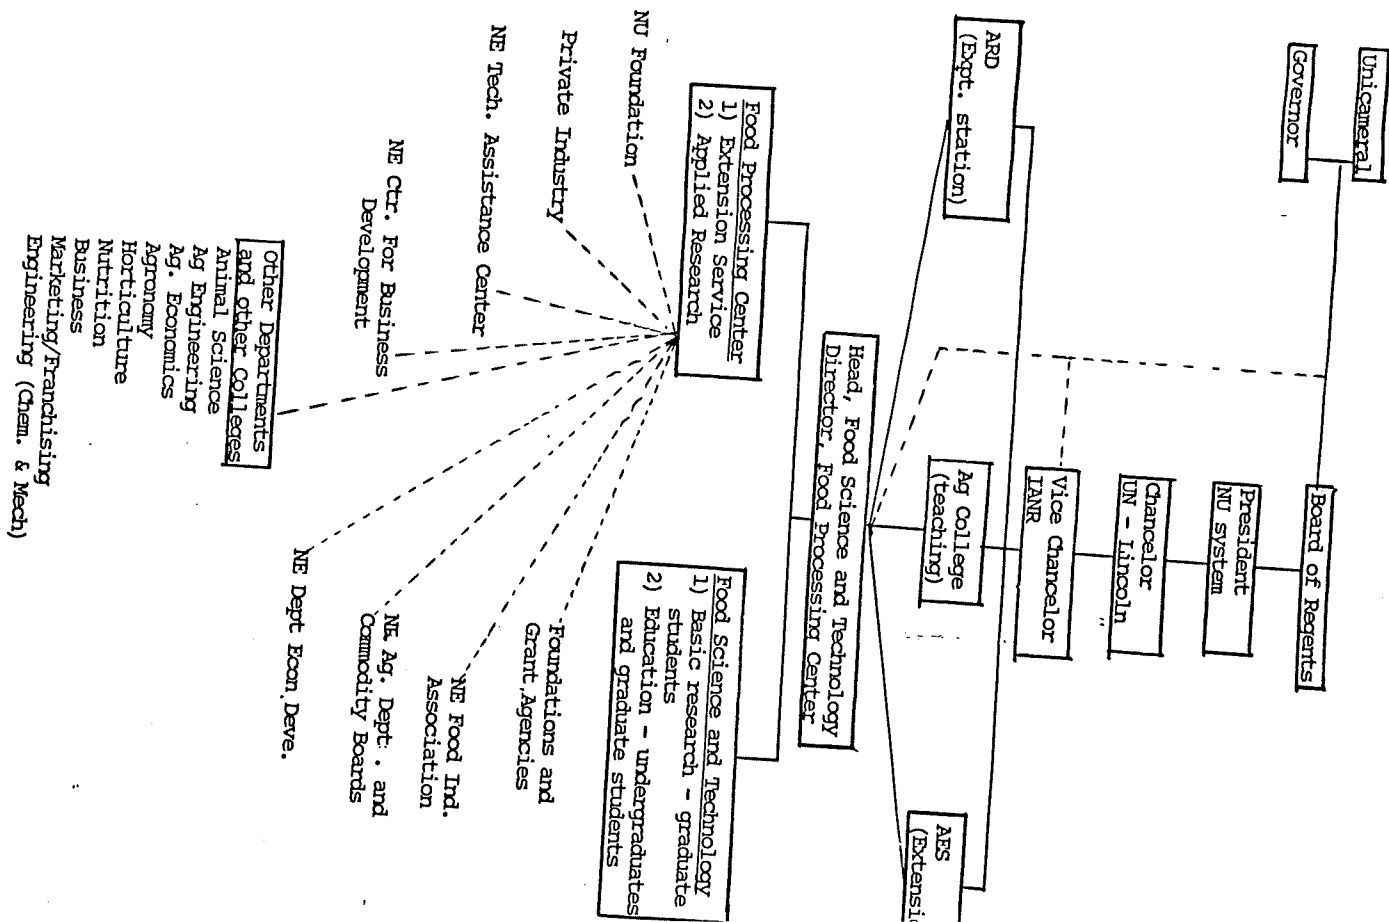 Unicameral
Governor
Board of Regents
President
NU system
Chancelor
UN - Lincoln
Vice Chancelor
IANR
ARD
(Expt. station)
Ag College
(teaching)
AES
Head, Food Science and Technology
Director, Food Processing Center
Food Processing Center
1) Extension Service
2) Applied Research
Food Science and Technology
1) Basic research - graduate
students
2) Education - undergraduates
and graduate students
NU Foundation
Private Industry
NE Tech. Assistance Center
NE Ctr. For Business
Development
Other Departments
and other Colleges
Animal Science
Ag Engineering
Ag. Economics
Agronomy
Horticulture
Nutrition
Business
Marketing/Franchising
Engineering (Chem. & Mech)
NE Dept Econ Deve.
NE Ag. Dept. and
Commodity Boards
NE Food Ind.
Association
Foundations and
Grant Agencies